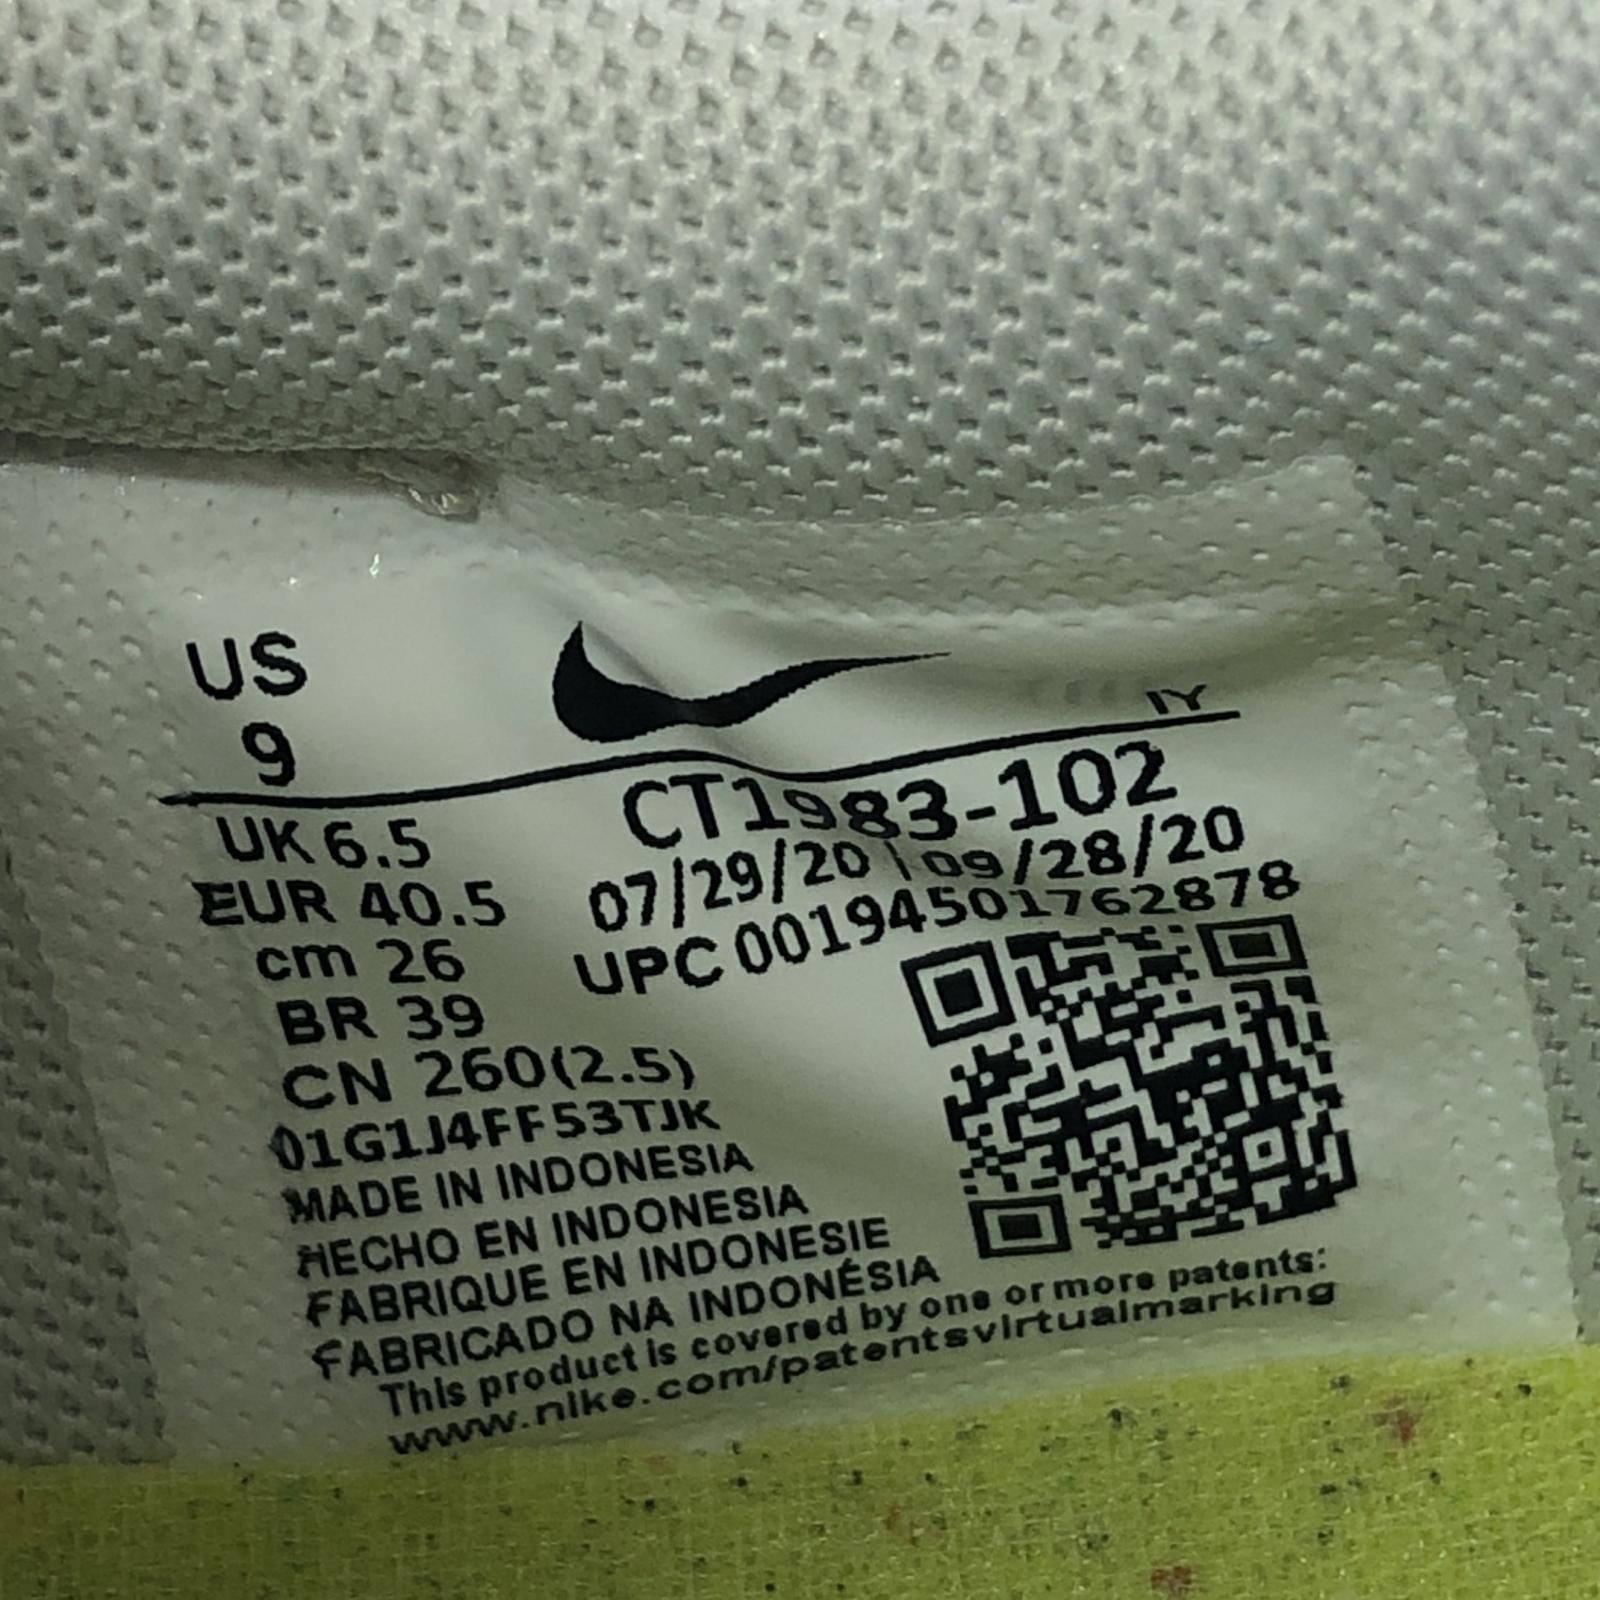 US
9
IY
UK 6.5
EUR 40.5
cm 26
BR 39
CN 260(2.5)
CT1983-102
07/29/20 | 09/28/20
UPC 00194501762878
01G1J4FF53TJK
MADE IN INDONESIA
HECHO EN INDONESIA
FABRIQUE EN INDONESIE
FABRICADO NA INDONÉSIA
This product is covered by one or more patents:
www.nike.com/patentsvirtualmarking